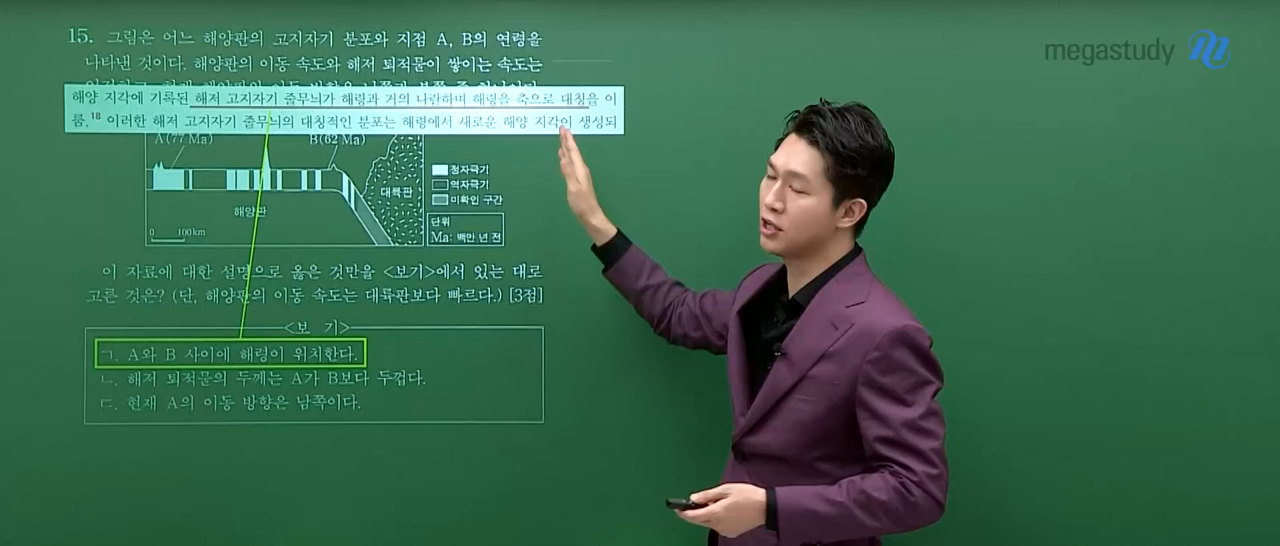 megastudy
15. 그림은 어느 해양판의 고지자기 분포와 지점 A, B의 연령을
나타낸 것이다. 해양판의 이동 속도와 해저 퇴적물이 쌓이는 속도는
해양 지각에 기록된 해저 고지자기 줄무늬가 해령과 거의 나란하며 해령을 축으로 대칭을 이
룸.18 이러한 해저 고지자기 줄무늬의 대칭적인 분포는 해령에서 새로운 해양 지각이 생성되
A(77 Ma)
B(62 Ma)
대륙판
해양판
0 100km
정자극기
역자극기
미확인 구간
단위
Ma: 백만 년 전
이 자료에 대한 설명으로 옳은 것만을 <보기>에서 있는 대로
고른 것은? (단, 해양판의 이동 속도는 대륙판보다 빠르다.) [3점]
<보 기>
ㄱ. A와 B 사이에 해령이 위치한다.
ㄴ. 해저 퇴적물의 두께는 A가 B보다 두껍다.
ㄷ. 현재 A의 이동 방향은 남쪽이다.